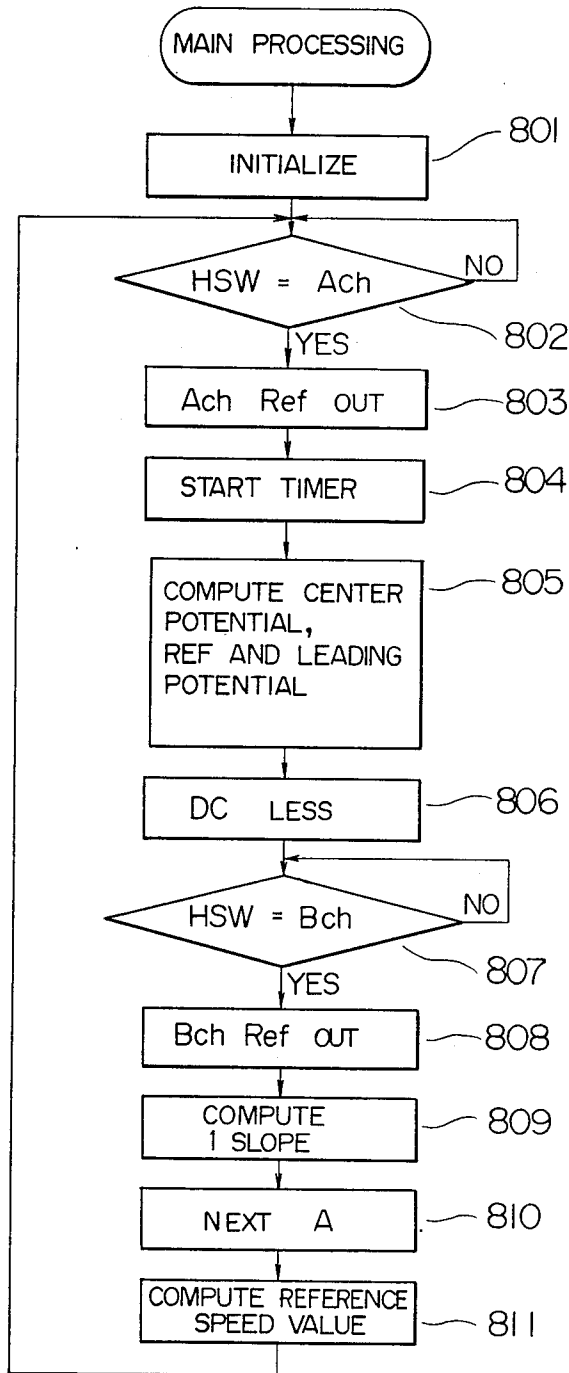 MAIN PROCESSING
801
INITIALIZE
HSW = Ach
NO
802
YES
Ach Ref OUT
803
START TIMER
804
805
COMPUTE CENTER
POTENTIAL,
REF AND LEADING
POTENTIAL
DC LESS
806
HSW = Bch
NO
807
YES
Bch Ref OUT
808
COMPUTE
1 SLOPE
809
NEXT A
810
COMPUTE REFERENCE
SPEED VALUE
811